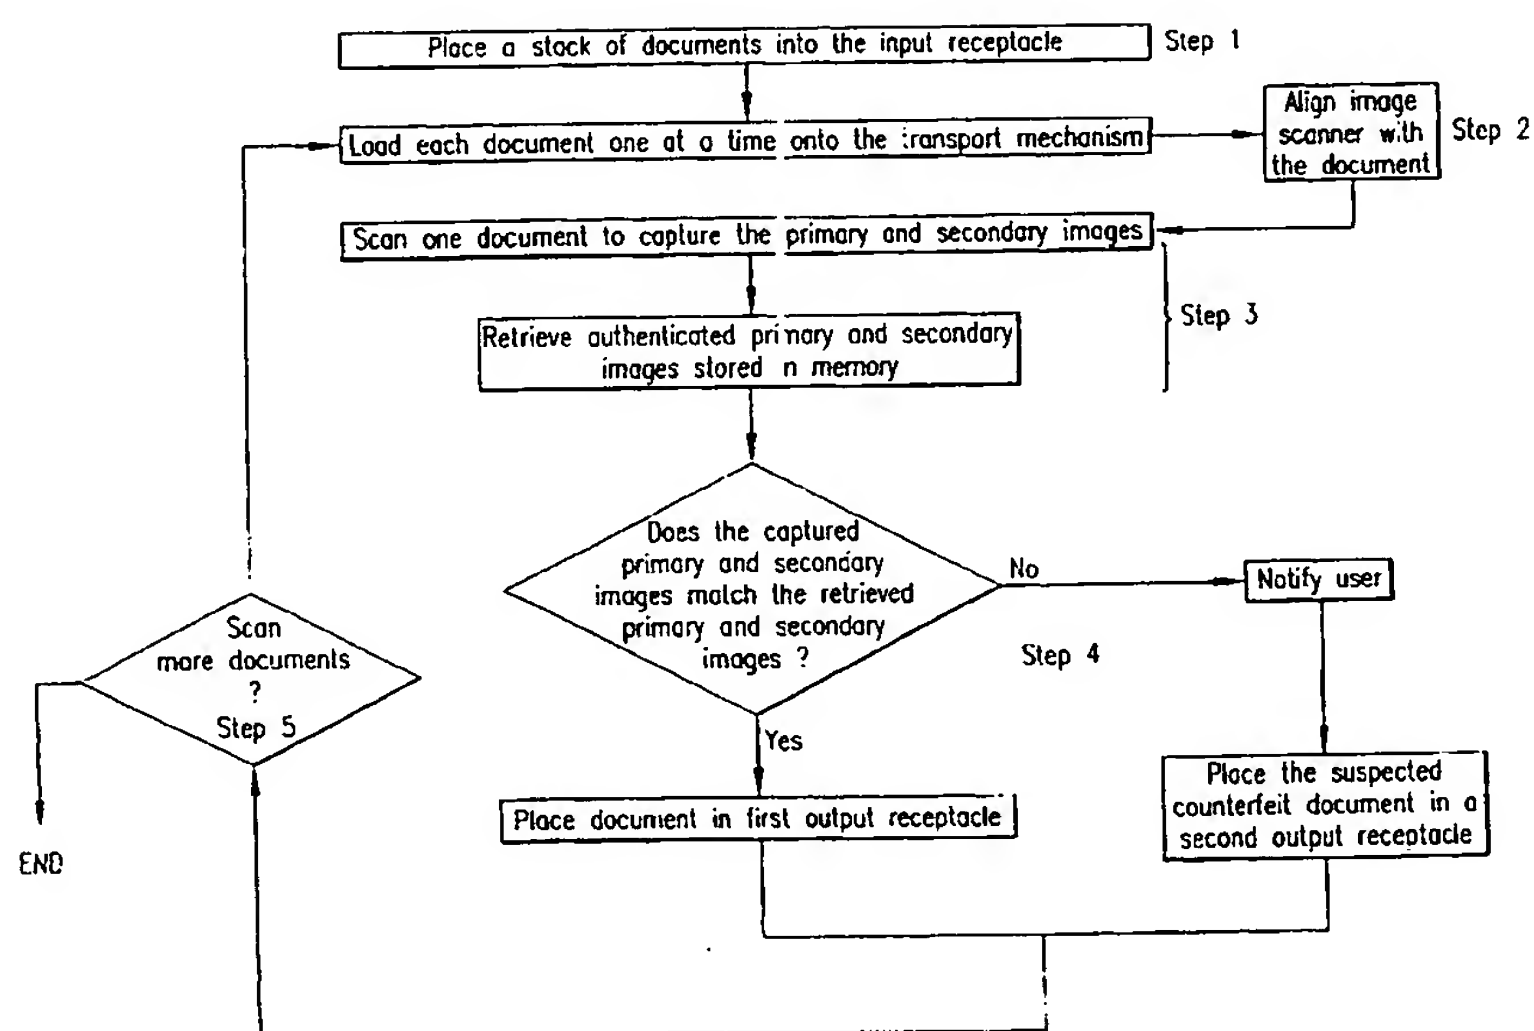 Place a stack of documents into the input receptacle
Step 1
Load each document one at a time onto the transport mechanism
Align image
scanner with
the document
Step 2
Scan one document to capture the primary and secondary images
Step 3
Retrieve authenticated primary and secondary
images stored n memory
Does the captured
primary and secondary
images match the retrieved
primary and secondary
images ?
No
Notify user
Step 4
Scan
more documents
?
Step 5
Yes
Place the suspected
counterfeit document in a
second output receptacle
Place document in first output receptacle
END